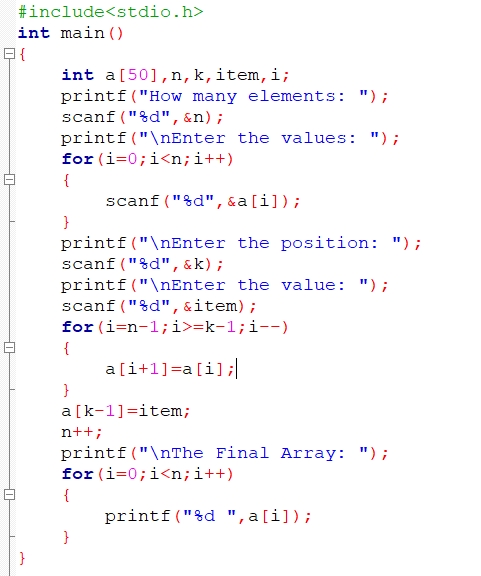 #include<stdio.h>
int main()
{
    int a[50],n,k,item,i;
    printf("How many elements: ");
    scanf("%d",&n);
    printf("\nEnter the values: ");
    for(i=0;i<n;i++)
    {
        scanf("%d",&a[i]);
    }
    printf("\nEnter the position: ");
    scanf("%d",&k);
    printf("\nEnter the value: ");
    scanf("%d",&item);
    for(i=n-1;i>=k-1;i--)
    {
        a[i+1]=a[i];
    }
    a[k-1]=item;
    n++;
    printf("\nThe Final Array: ");
    for(i=0;i<n;i++)
    {
        printf("%d ",a[i]);
    }
}